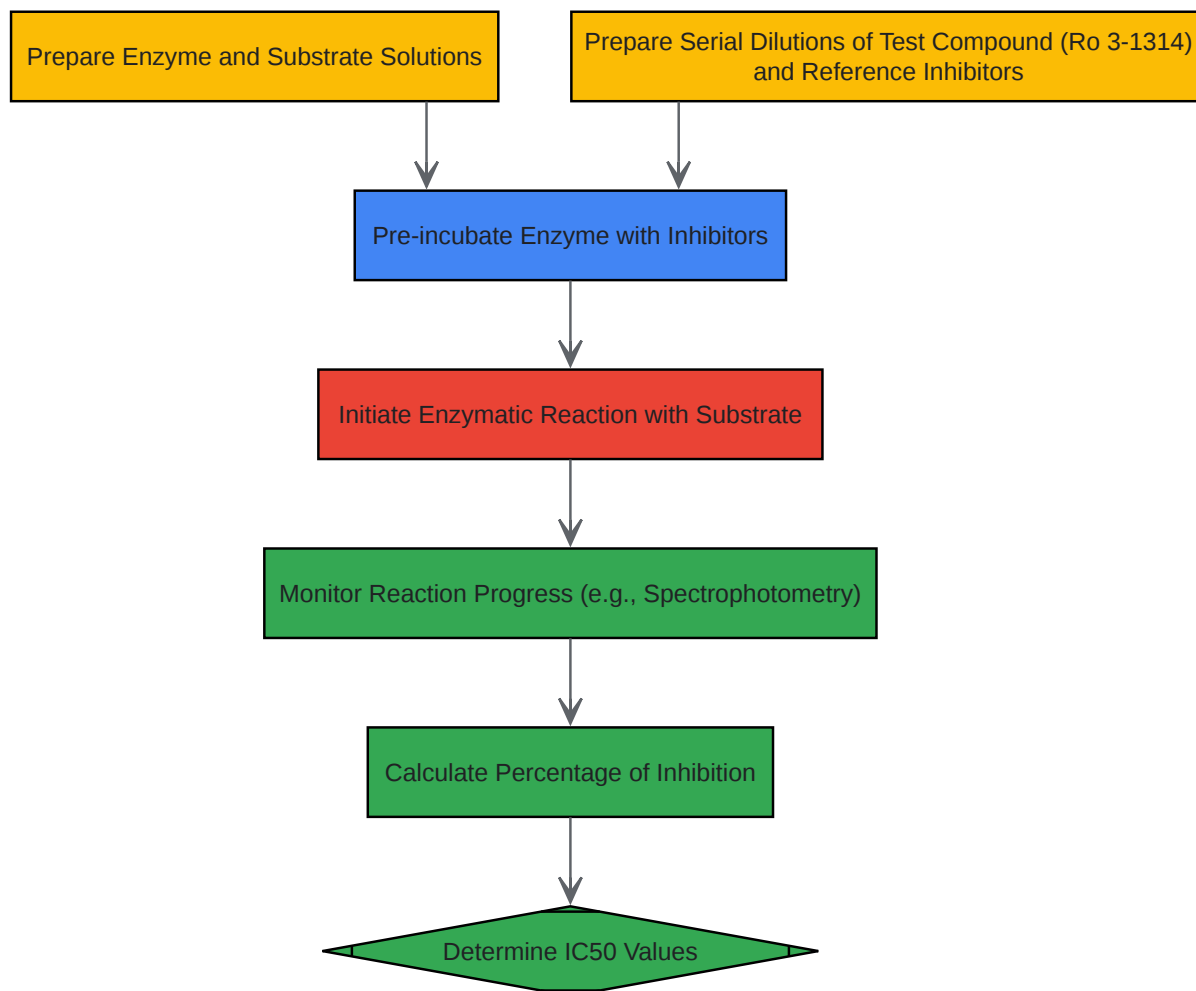 Prepare Enzyme and Substrate Solutions
Prepare Serial Dilutions of Test Compound (Ro 3-1314)
and Reference Inhibitors
Pre-incubate Enzyme with Inhibitors
Initiate Enzymatic Reaction with Substrate
Monitor Reaction Progress (e.g., Spectrophotometry)
Calculate Percentage of Inhibition
Determine IC50 Values